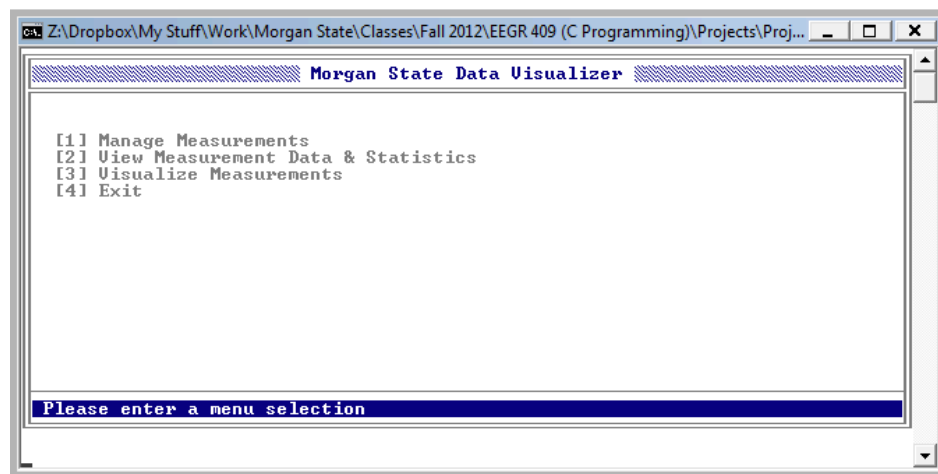 Z:\Dropbox\My Stuff\Work\Morgan State\Classes\Fall 2012\EEGR 409 (C Programming)\Projects\Proj...
Morgan State Data Visualizer
[1] Manage Measurements
[2] View Measurement Data & Statistics
[3] Visualize Measurements
[4] Exit
Please enter a menu selection